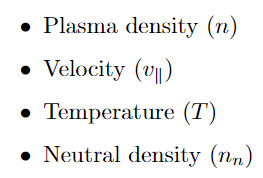 • Plasma density (n)
• Velocity (v∥)
• Temperature (T)
• Neutral density (nₙ)